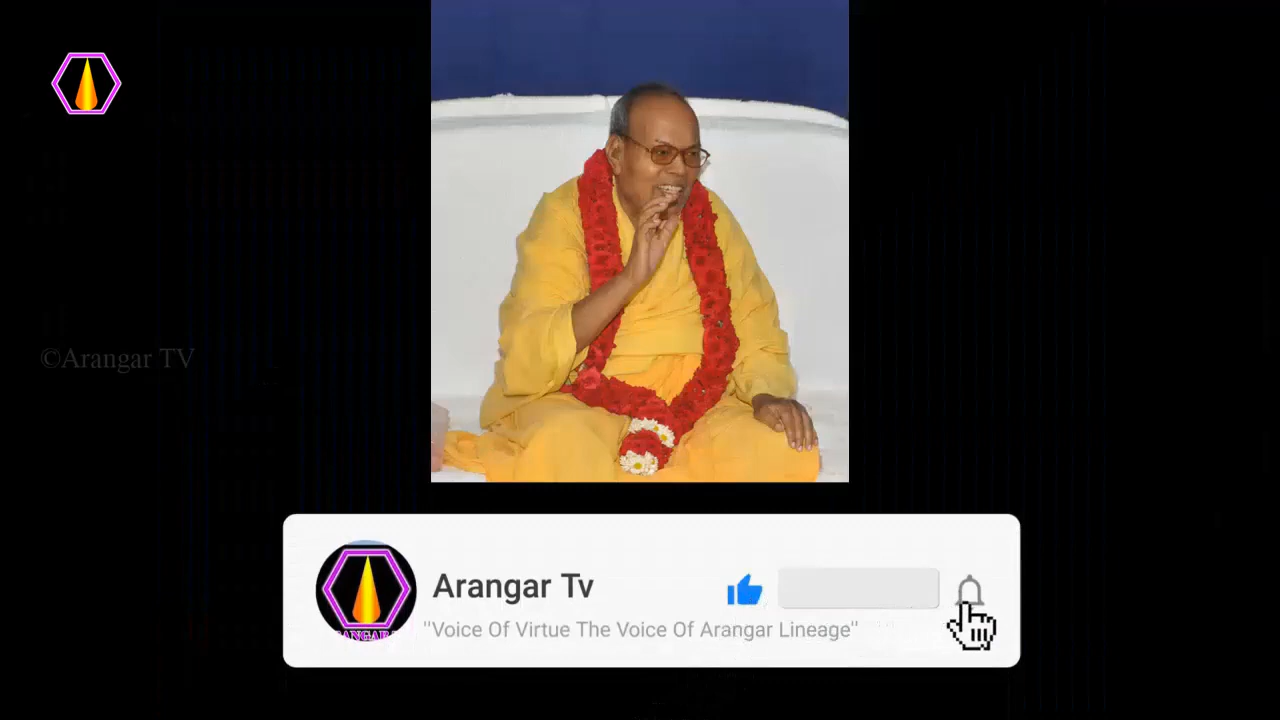 ©Arangar TV
Arangar Tv
"Voice Of Virtue The Voice Of Arangar Lineage"